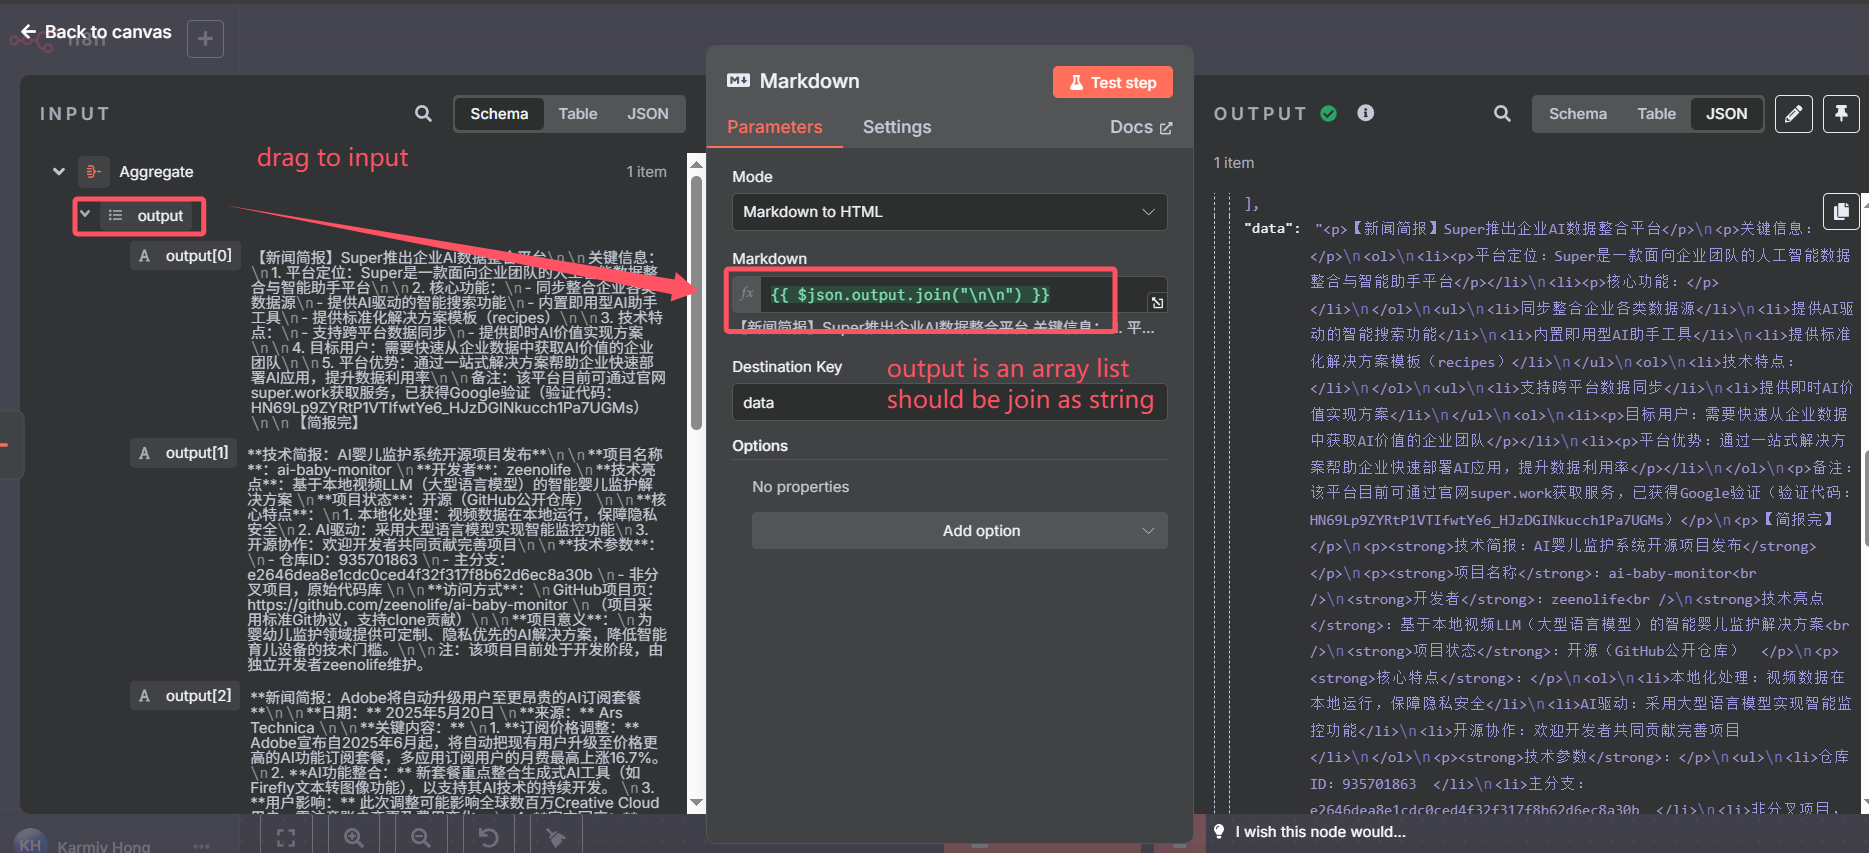 Back to canvas
n8n
INPUT
Schema
Table
JSON
drag to input
Aggregate
1 item
output
output[0]
【新闻简报】Super推出企业AI数据整合平台\n\n关键信息：
\n1. 平台定位：Super是一款面向企业团队的人工智能数据整
合与智能助手平台\n\n2. 核心功能：\n - 同步整合企业各类
数据源\n - 提供AI驱动的智能搜索功能\n - 内置即用型AI助手
工具\n - 提供标准化解决方案模板（recipes）\n\n3. 技术特
点：\n - 支持跨平台数据同步\n - 提供即时AI价值实现方案
\n\n4. 目标用户：需要快速从企业数据中获取AI价值的企业
团队\n\n5. 平台优势：通过一站式解决方案帮助企业快速部
署AI应用，提升数据利用率\n\n备注：该平台目前可通过官网
super.work获取服务，已获得Google验证（验证代码：
HN69Lp9ZYRtP1VTIfwtYe6_HJzDGINkucch1Pa7UGMs）
\n\n【简报完】
output[1]
**技术简报：AI婴儿监护系统开源项目发布**\n\n**项目名称
**：ai-baby-monitor \n**开发者**：zeenolife \n**技术亮
点**：基于本地视频LLM（大型语言模型）的智能婴儿监护解
决方案 \n**项目状态**：开源（GitHub公开仓库） \n\n**核
心特点**：\n1. 本地化处理：视频数据在本地运行，保障隐私
安全\n2. AI驱动：采用大型语言模型实现智能监控功能\n3.
开源协作：欢迎开发者共同贡献完善项目\n\n**技术参数**：
\n- 仓库ID：935701863 \n- 主分支：
e2646dea8e1cdc0ced4f32f317f8b62d6ec8a30b \n- 非分
叉项目，原始代码库 \n\n**访问方式**：\nGitHub项目页：
https://github.com/zeenolife/ai-baby-monitor \n（项目采
用标准Git协议，支持clone贡献）\n\n**项目意义**：\n为
婴幼儿监护领域提供可定制、隐私优先的AI解决方案，降低智能
育儿设备的技术门槛。\n\n注：该项目目前处于开发阶段，由
独立开发者zeenolife维护。
output[2]
**新闻简报：Adobe将自动升级用户至更昂贵的AI订阅套餐
**\n\n**日期：** 2025年5月20日 \n**来源：** Ars
Technica \n\n**关键内容：** \n1. **订阅价格调整：**
Adobe宣布自2025年6月起，将自动把现有用户升级至价格更
高的AI功能订阅套餐，多应用订阅用户的月费最高上涨16.7%。
\n2. **AI功能整合：** 新套餐重点整合生成式AI工具（如
Firefly文本转图像功能），以支持其AI技术的持续开发。 \n3.
**用户影响：** 此次调整可能影响全球数百万Creative Cloud
KH
Karmiy Hong
Markdown
Test step
Parameters
Settings
Docs
Mode
Markdown to HTML
Markdown
fx
{{ $json.output.join("\n\n") }}
【新闻简报】Super推出企业AI数据整合平台 关键信息：
平...
Destination Key
data
output is an array list
should be join as string
Options
No properties
Add option
OUTPUT
Schema
Table
JSON
1 item
],
"data": "<p>【新闻简报】Super推出企业AI数据整合平台</p>\n<p>关键信息：
</p>\n<ol>\n<li><p>平台定位：Super是一款面向企业团队的人工智能数据
整合与智能助手平台</p></li>\n<li><p>核心功能：</p>
</li>\n</ol>\n<ul>\n<li>同步整合企业各类数据源</li>\n<li>提供AI驱
动的智能搜索功能</li>\n<li>内置即用型AI助手工具</li>\n<li>提供标准
化解决方案模板（recipes）</li>\n</ul>\n<ol>\n<li>技术特点：
</li>\n</ol>\n<ul>\n<li>支持跨平台数据同步</li>\n<li>提供即时AI价
值实现方案</li>\n</ul>\n<ol>\n<li><p>目标用户：需要快速从企业数据
中获取AI价值的企业团队</p></li>\n<li><p>平台优势：通过一站式解决方
案帮助企业快速部署AI应用，提升数据利用率</p></li>\n</ol>\n<p>备注：
该平台目前可通过官网super.work获取服务，已获得Google验证（验证代码：
HN69Lp9ZYRtP1VTIfwtYe6_HJzDGINkucch1Pa7UGMs）</p>\n<p>【简报完】
</p>\n<p><strong>技术简报：AI婴儿监护系统开源项目发布</strong>
</p>\n<p><strong>项目名称</strong>：ai-baby-monitor<br
/>\n<strong>开发者</strong>：zeenolife<br />\n<strong>技术亮点
</strong>：基于本地视频LLM（大型语言模型）的智能婴儿监护解决方案<br
/>\n<strong>项目状态</strong>：开源（GitHub公开仓库） </p>\n<p>
<strong>核心特点</strong>：</p>\n<ol>\n<li>本地化处理：视频数据在
本地运行，保障隐私安全</li>\n<li>AI驱动：采用大型语言模型实现智能监
控功能</li>\n<li>开源协作：欢迎开发者共同贡献完善项目
</li>\n</ol>\n<p><strong>技术参数</strong>：</p>\n<ul>\n<li>仓库
ID：935701863 </li>\n<li>主分支：
e2646dea8e1cdc0ced4f32f317f8b62d6ec8a30b </li>\n<li>非分叉项目，
I wish this node would...